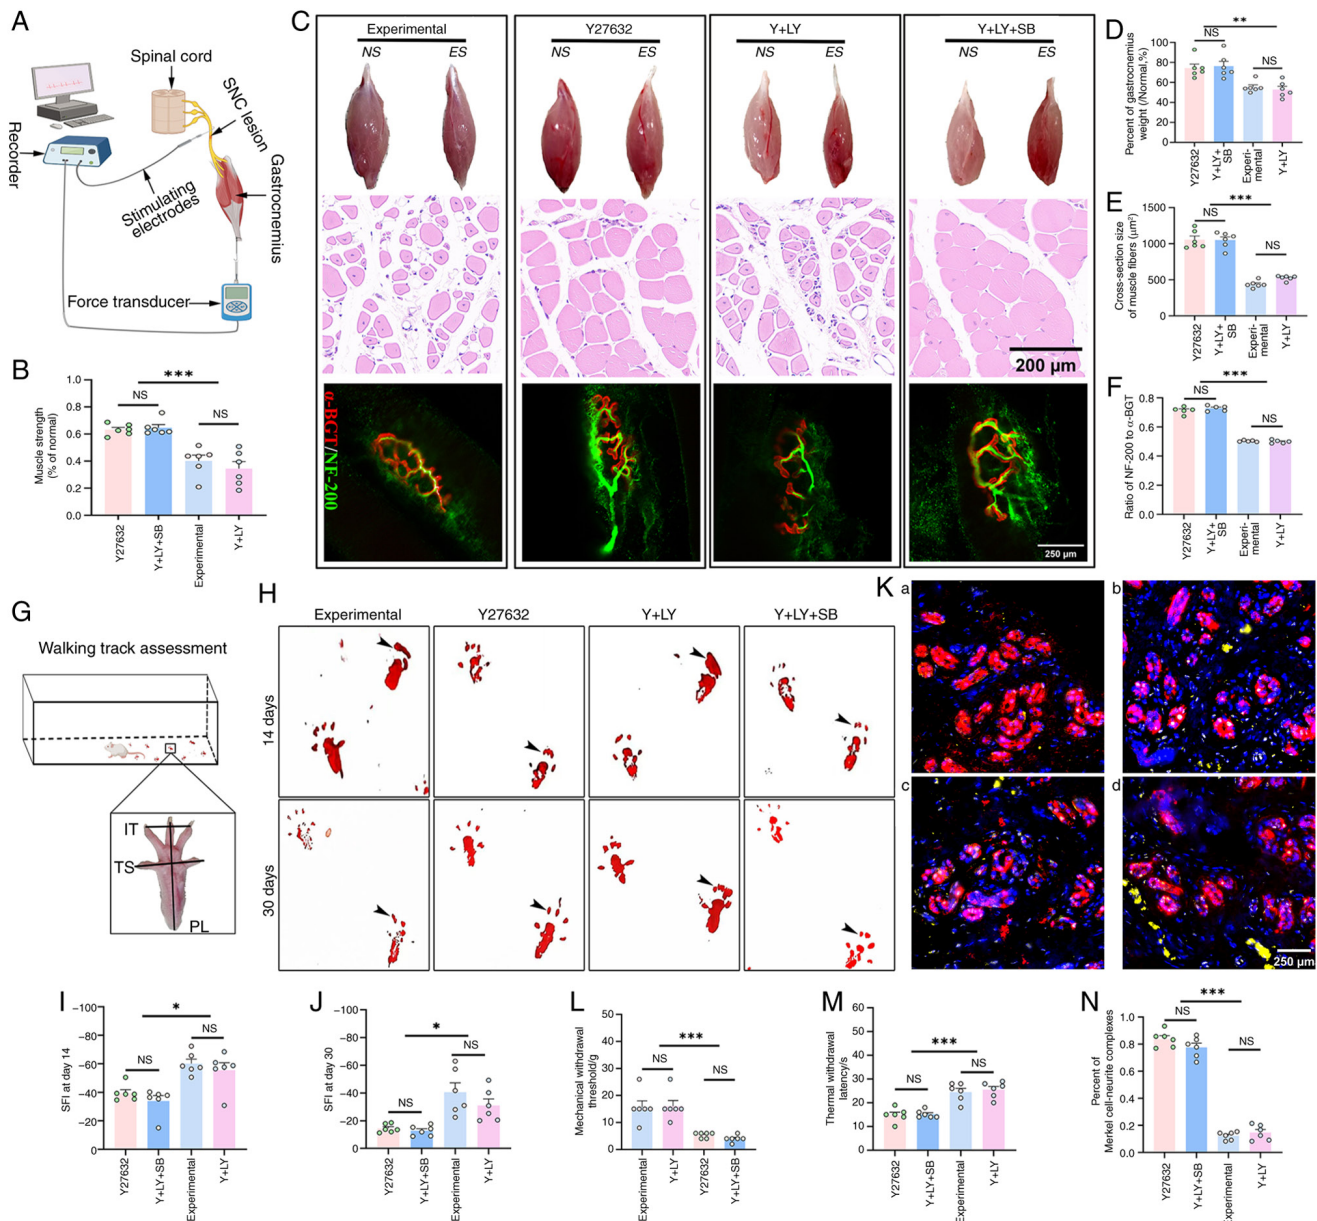 A
Spinal cord
SNC lesion
Recorder
Stimulating
electrodes
Gastrocnemius
Force transducer
B
Muscle strength
(% of normal)
1.0
0.8
0.6
0.4
0.2
0.0
***
NS
NS
Y27632
Y+LY+SB
Experimental
Y+LY
C
Experimental
NS
ES
Y27632
NS
ES
Y+LY
NS
ES
Y+LY+SB
NS
ES
200 µm
α-BGT/NF-200
250 µm
D
Percent of gastrocnemius
weight (/Normal,%)
100
80
60
40
20
0
**
NS
NS
Y27632
Y+LY+
SB
Experi-
mental
Y+LY
E
Cross-section size
of muscle fibers (µm²)
1500
1000
500
0
***
NS
NS
Y27632
Y+LY+
SB
Experi-
mental
Y+LY
F
Ratio of NF-200 to α-BGT
0.8
0.6
0.4
0.2
0.0
***
NS
NS
Y27632
Y+LY+
SB
Experi-
mental
Y+LY
G
Walking track assessment
IT
TS
PL
H
Experimental
Y27632
Y+LY
Y+LY+SB
14 days
30 days
K
a
b
c
d
250 µm
I
SFI at day 14
−100
−80
−60
−40
−20
0
*
NS
NS
Y27632
Y+LY+SB
Experimental
Y+LY
J
SFI at day 30
−100
−80
−60
−40
−20
0
*
NS
NS
Y27632
Y+LY+SB
Experimental
Y+LY
L
Mechanical withdrawal
threshold/g
50
40
30
20
10
0
***
NS
NS
Experimental
Y+LY
Y27632
Y+LY+SB
M
Thermal withdrawal
latency/s
60
50
40
30
20
10
0
***
NS
NS
Y27632
Y+LY+SB
Experimental
Y+LY
N
Percent of
Merkel cell-neurite complexes
1.0
0.8
0.6
0.4
0.2
0.0
***
NS
NS
Y27632
Y+LY+SB
Experimental
Y+LY